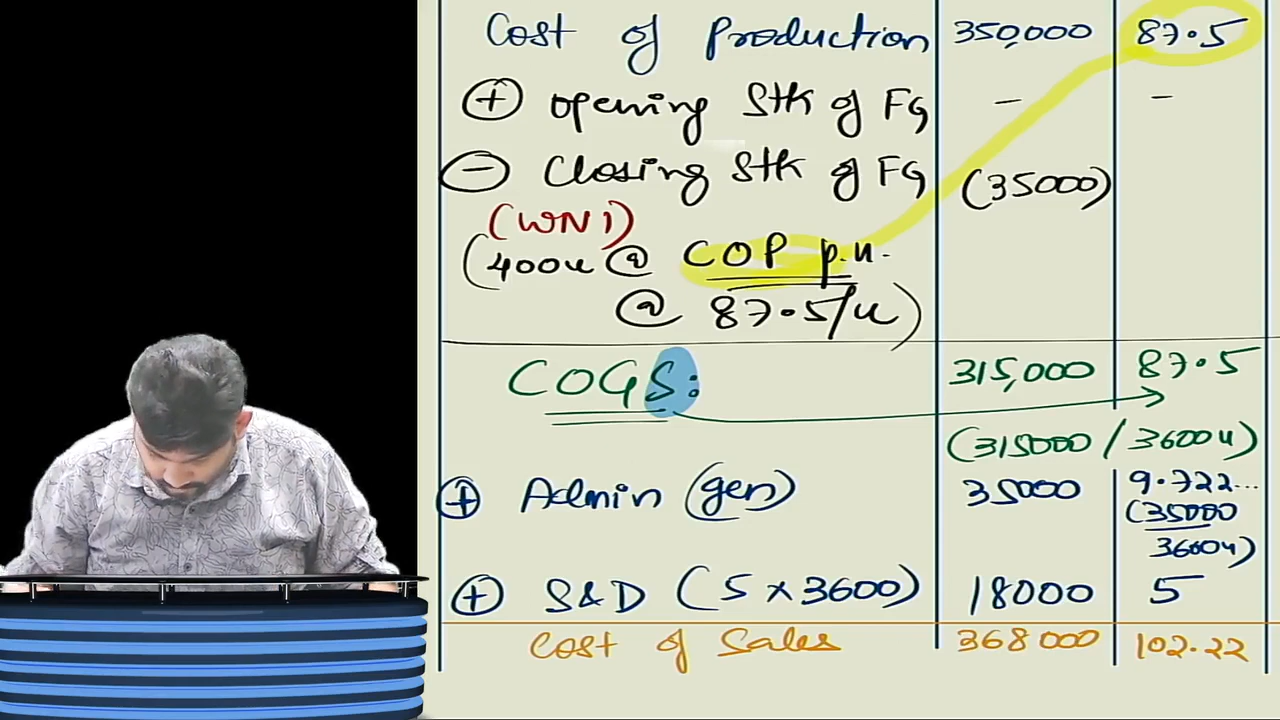 Cost of Production 350,000 87.5
(+) Opening Stk of FG - -
(-) Closing Stk of FG (35000)
(WN1)
(400u @ COP p.u.
@ 87.5/u)
COGS: 315,000 87.5
(315000 / 3600u)
(+) Admin (gen) 35000 9.722...
(35000
3600u)
(+) S&D (5 x 3600) 18000 5
Cost of Sales 368000 102.22